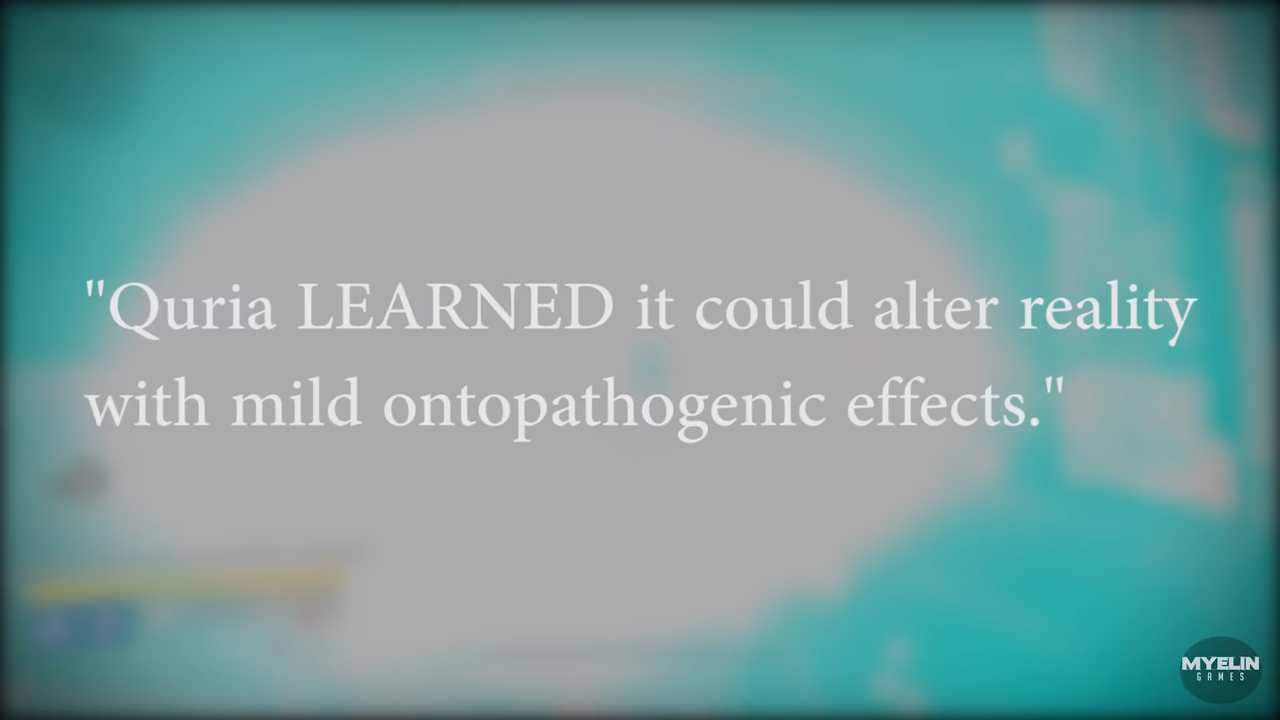 "Quria LEARNED it could alter reality
with mild ontopathogenic effects."
MYELIN
GAMES